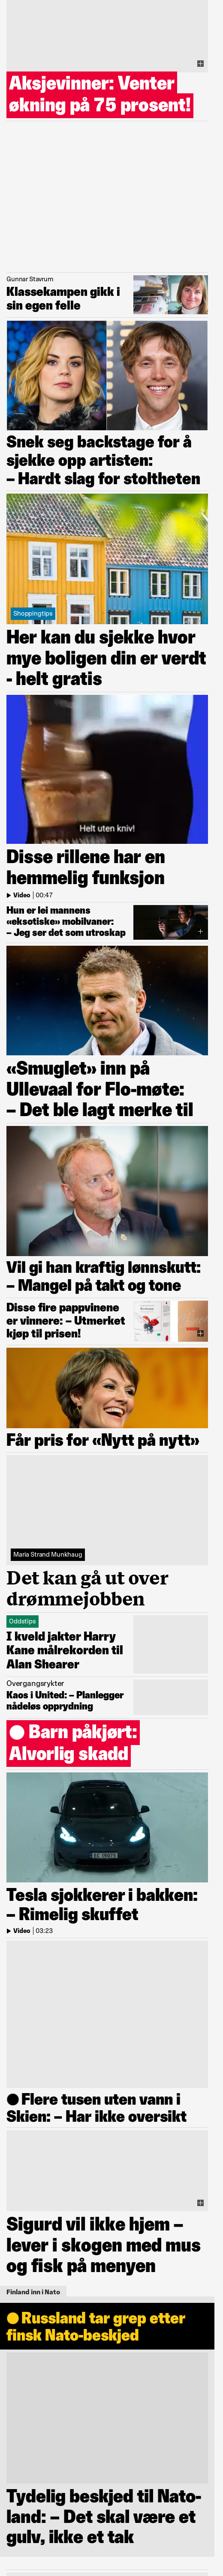 Aksjevinner: Venter
økning på 75 prosent!
Gunnar Stavrum
Klassekampen gikk i
sin egen felle
Snek seg backstage for å
sjekke opp artisten:
– Hardt slag for stoltheten
Shoppingtips
Her kan du sjekke hvor
mye boligen din er verdt
- helt gratis
Helt uten kniv!
Disse rillene har en
hemmelig funksjon
Video | 00:47
Hun er lei mannens
«eksotiske» mobilvaner:
– Jeg ser det som utroskap
«Smuglet» inn på
Ullevaal for Flo-møte:
– Det ble lagt merke til
Vil gi han kraftig lønnskutt:
– Mangel på takt og tone
Disse fire pappvinene
er vinnere: – Utmerket
kjøp til prisen!
Får pris for «Nytt på nytt»
Maria Strand Munkhaug
Det kan gå ut over
drømmejobben
Oddstips
I kveld jakter Harry
Kane målrekorden til
Alan Shearer
Overgangsrykter
Kaos i United: – Planlegger
nådeløs opprydning
Barn påkjørt:
Alvorlig skadd
Tesla sjokkerer i bakken:
– Rimelig skuffet
Video | 03:23
Flere tusen uten vann i
Skien: – Har ikke oversikt
Sigurd vil ikke hjem –
lever i skogen med mus
og fisk på menyen
Finland inn i Nato
Russland tar grep etter
finsk Nato-beskjed
Tydelig beskjed til Nato-
land: – Det skal være et
gulv, ikke et tak